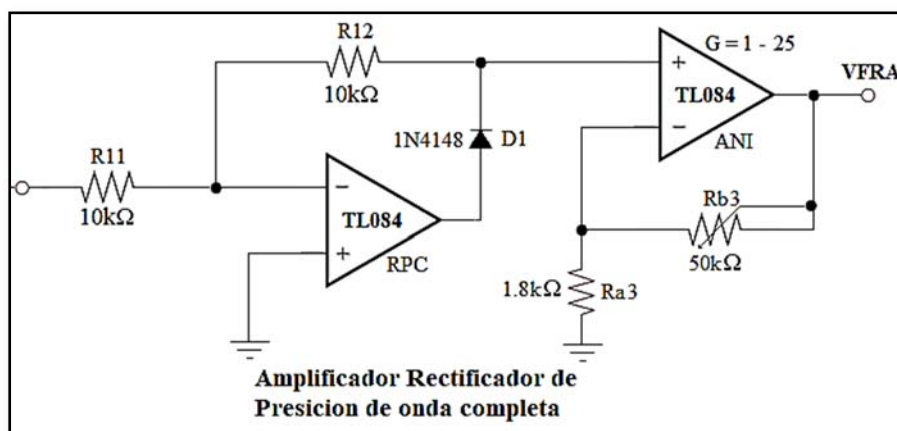 R12
10kΩ
G = 1 - 25
+
TL084
−
ANI
VFRA
1N4148
D1
R11
10kΩ
−
TL084
+
RPC
Rb3
50kΩ
1.8kΩ
Ra3
Amplificador Rectificador de
Presicion de onda completa